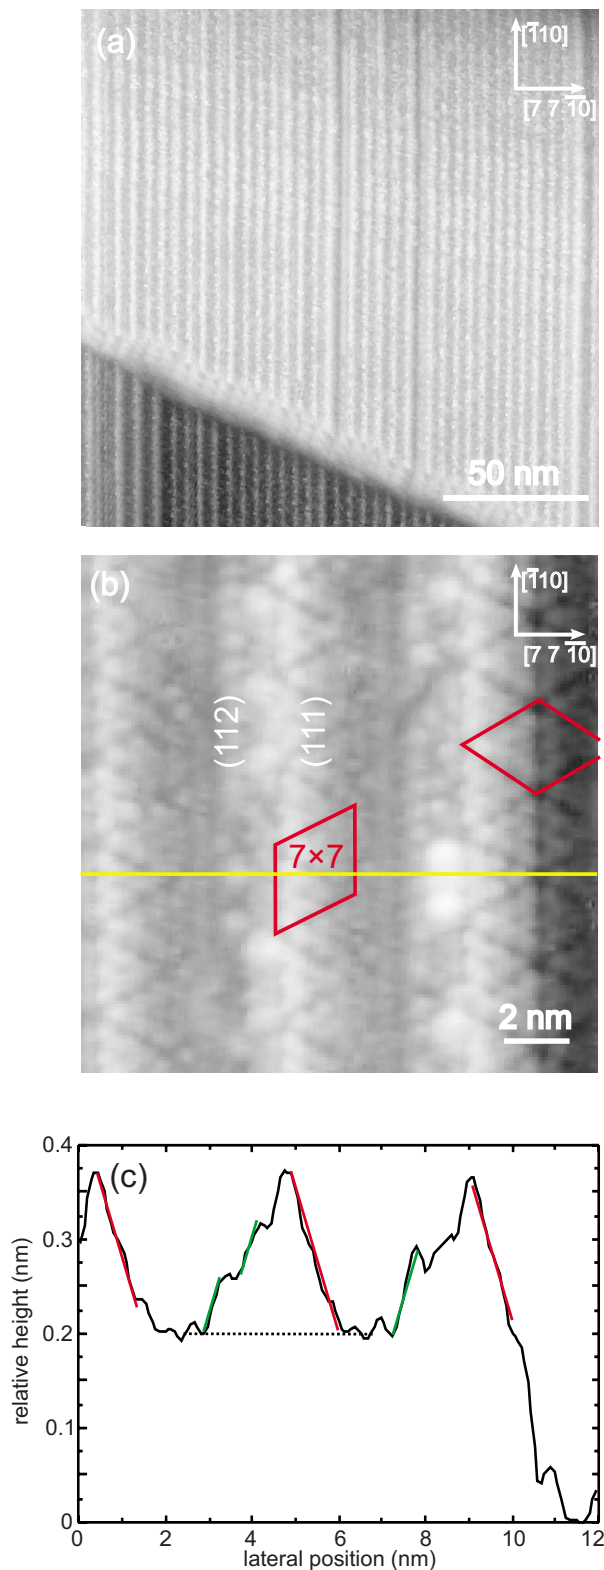 (a)
[1̅10]
[7 7 1̅0̅]
50 nm
(b)
[1̅10]
[7 7 1̅0̅]
(112)
(111)
7×7
2 nm
(c)
relative height (nm)
0.4
0.3
0.2
0.1
0
0 2 4 6 8 10 12
lateral position (nm)